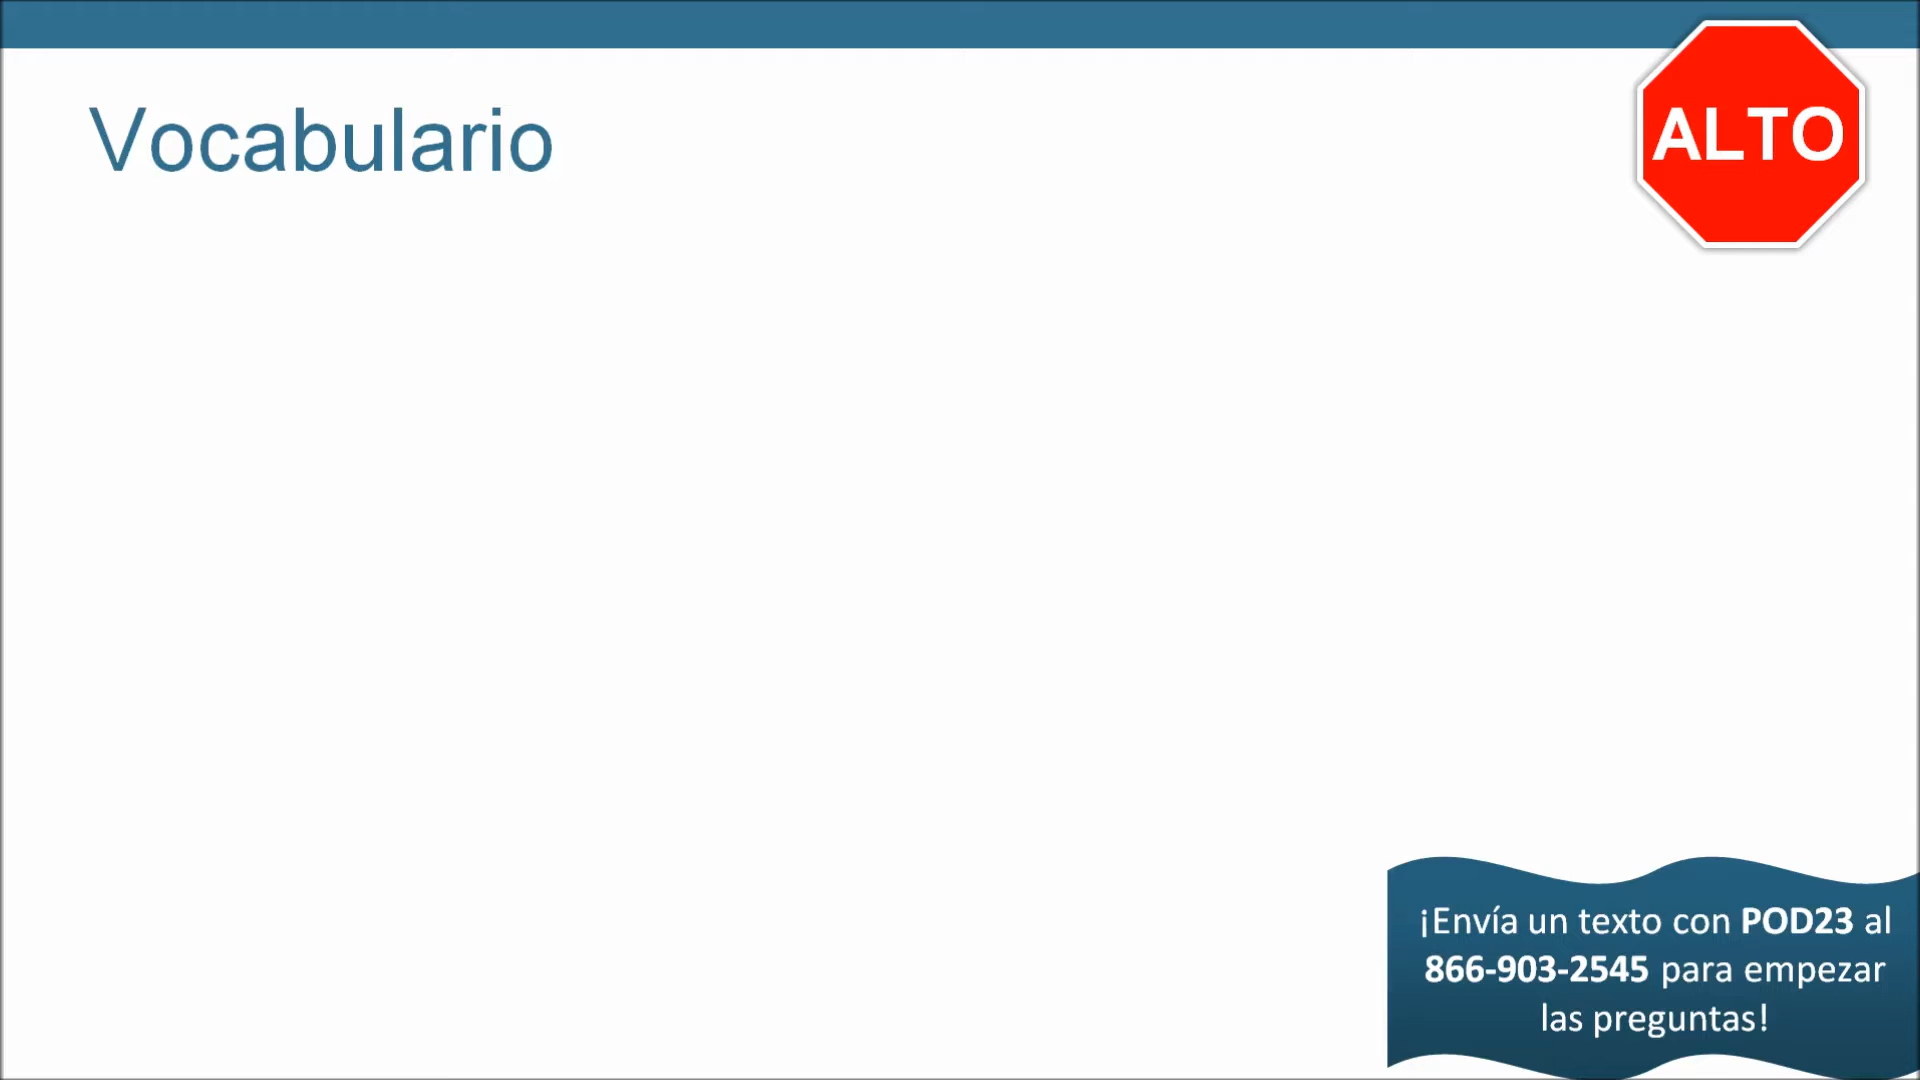 Vocabulario
ALTO
¡Envía un texto con POD23 al
866-903-2545 para empezar
las preguntas!